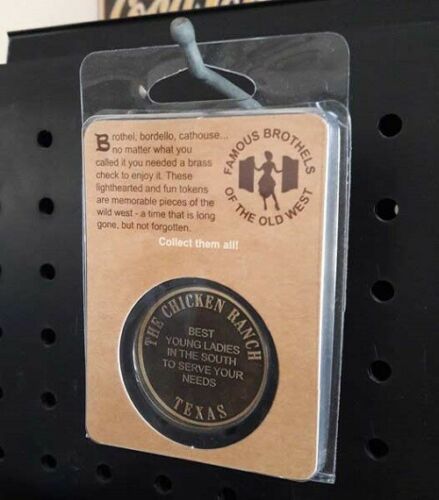 Brothel, bordello, cathouse...
no matter what you
called it you needed a brass
check to enjoy it. These
lighthearted and fun tokens
are memorable pieces of the
wild west - a time that is long
gone, but not forgotten.
Collect them all!
FAMOUS BROTHELS
OF THE OLD WEST
THE CHICKEN RANCH
BEST
YOUNG LADIES
IN THE SOUTH
TO SERVE YOUR
NEEDS
TEXAS